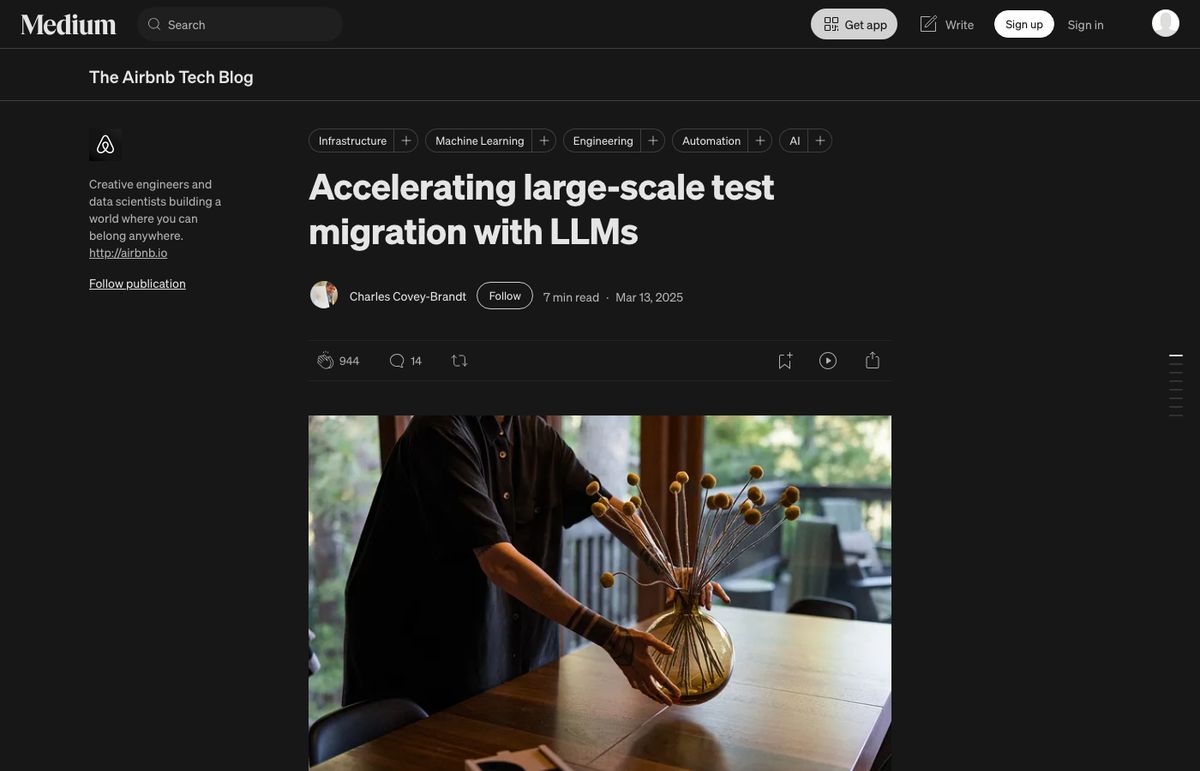 Medium
Search
Get app
Write
Sign up
Sign in
The Airbnb Tech Blog
Creative engineers and
data scientists building a
world where you can
belong anywhere.
http://airbnb.io
Follow publication
Infrastructure +
Machine Learning +
Engineering +
Automation +
AI +
Accelerating large-scale test
migration with LLMs
Charles Covey-Brandt
Follow
7 min read · Mar 13, 2025
944
14